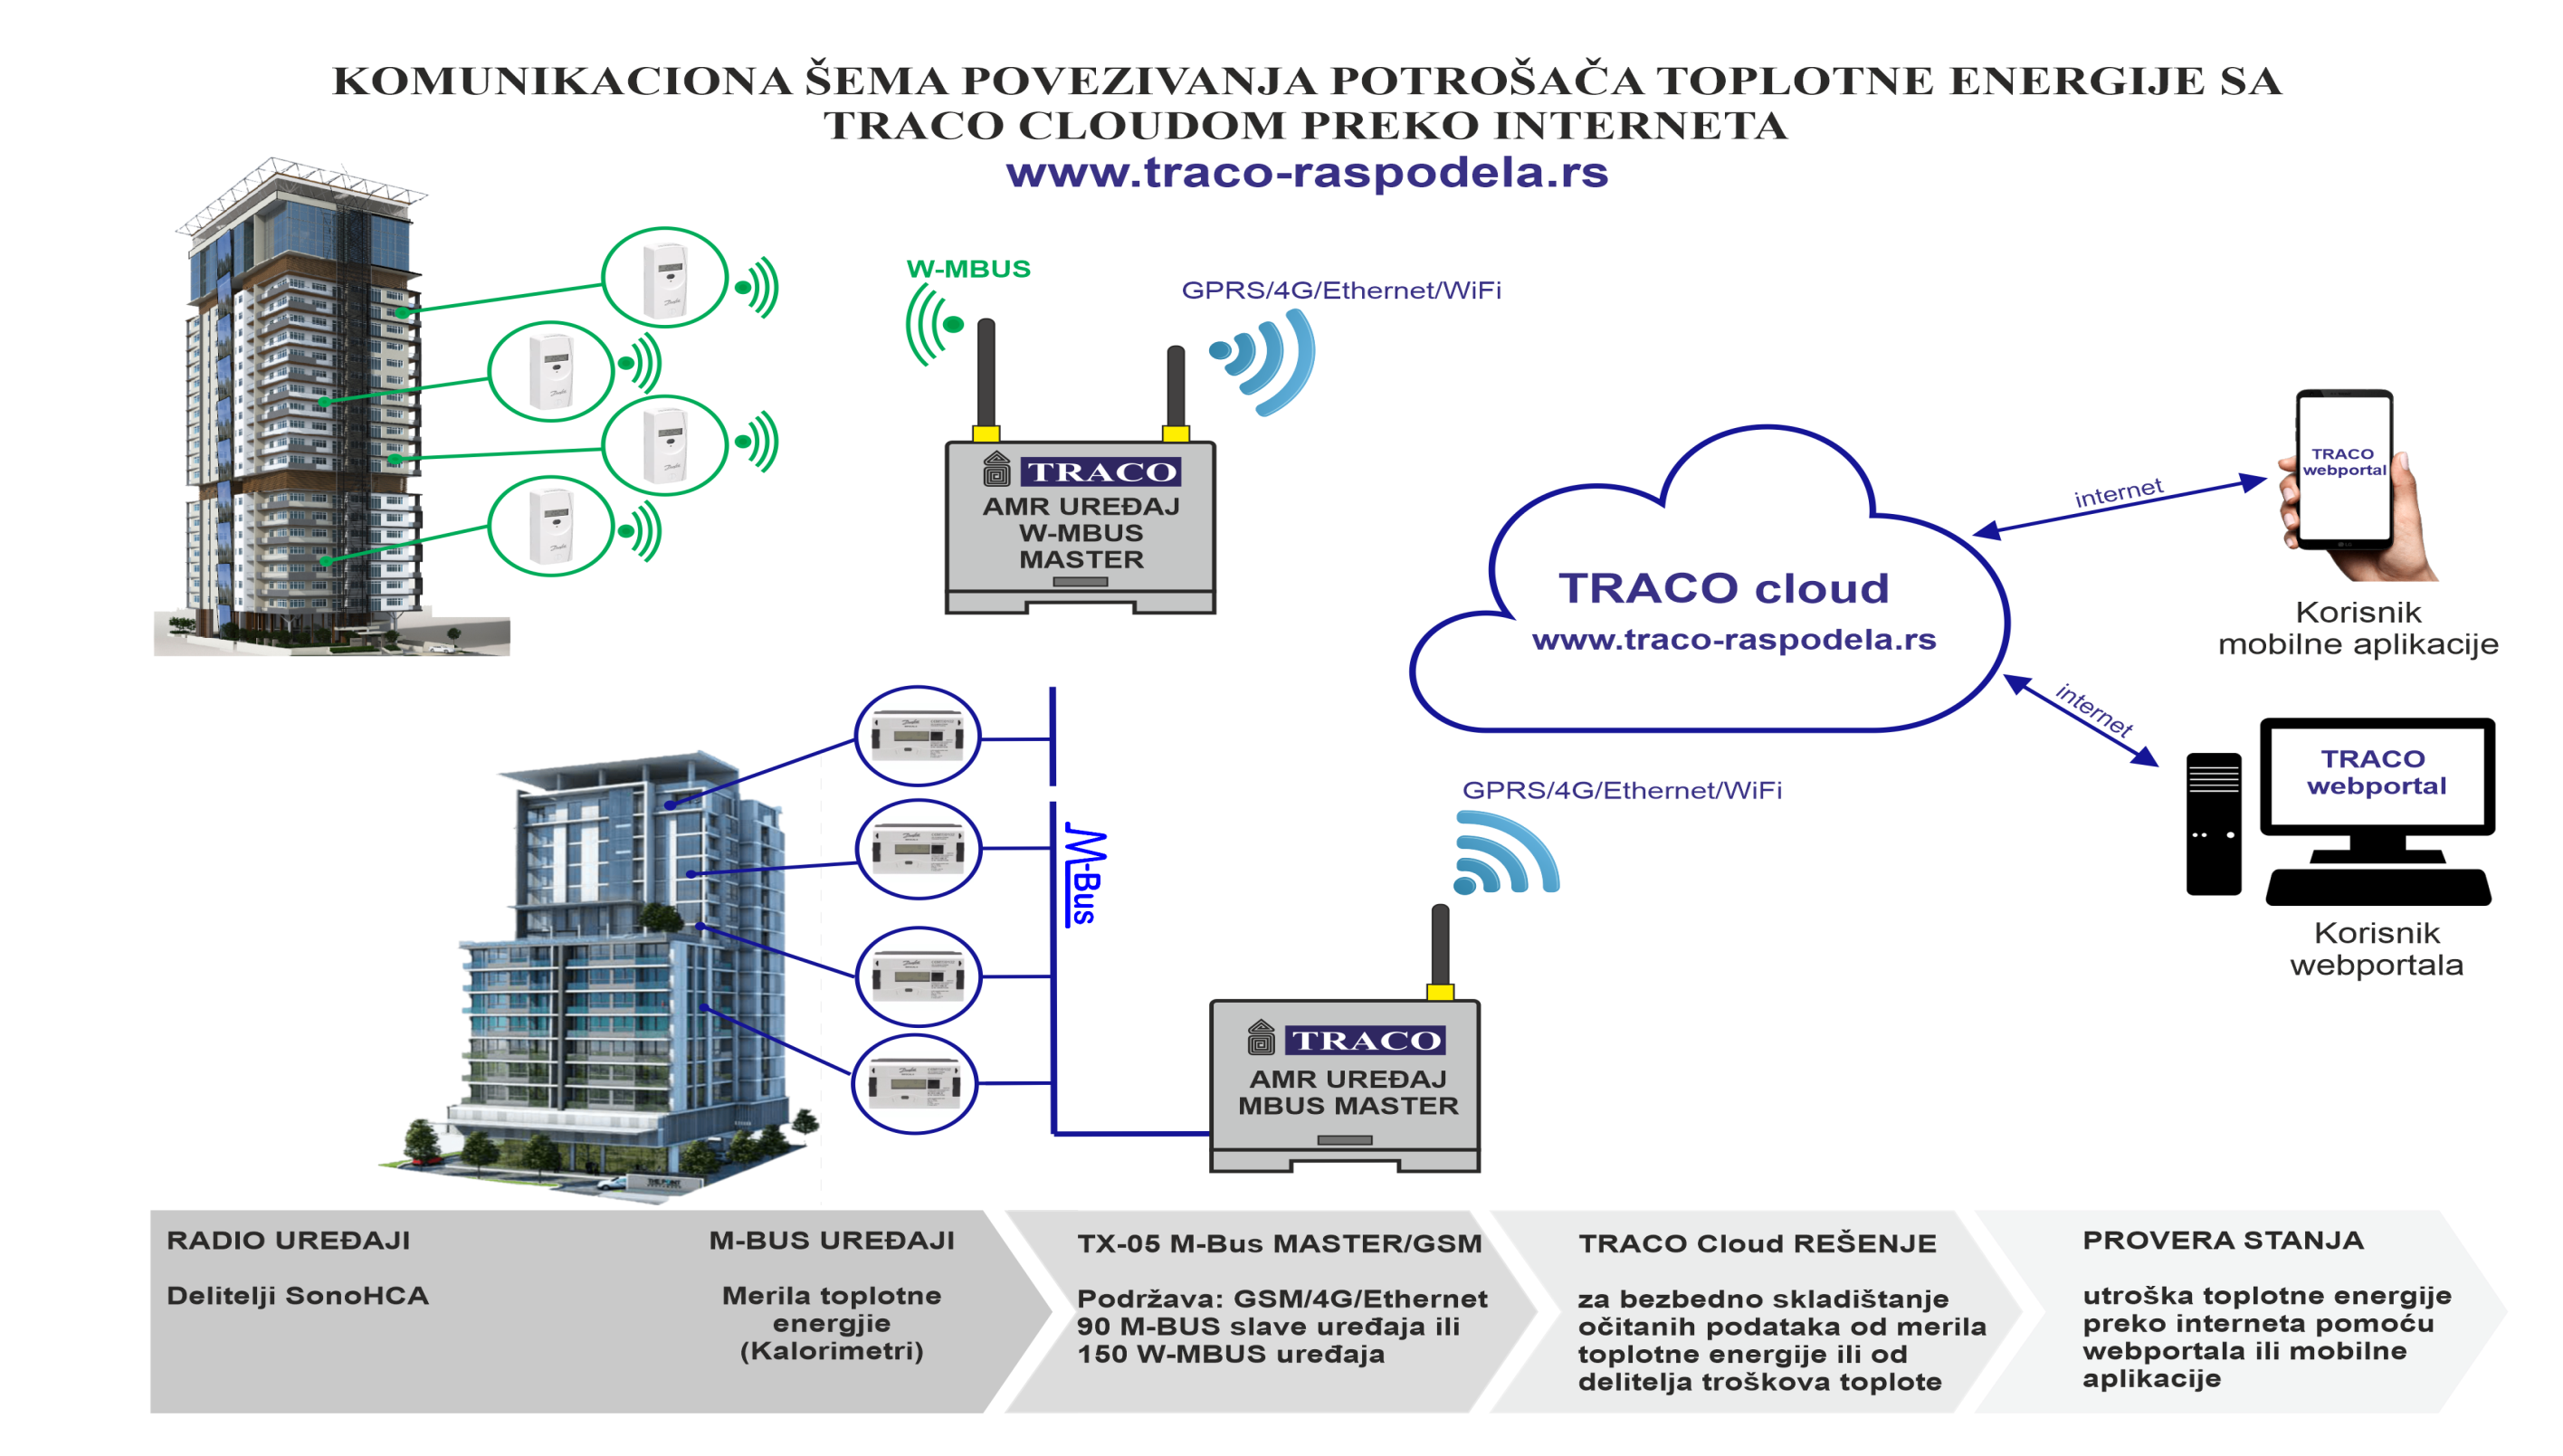 KOMUNIKACIONA ŠEMA POVEZIVANJA POTROŠAČA TOPLOTNE ENERGIJE SA
TRACO CLOUDOM PREKO INTERNETA
www.traco-raspodela.rs
W-MBUS
GPRS/4G/Ethernet/WiFi
TRACO
AMR UREĐAJ
W-MBUS
MASTER
TRACO cloud
www.traco-raspodela.rs
internet
TRACO
webportal
Korisnik
mobilne aplikacije
internet
TRACO
webportal
Korisnik
webportala
M-Bus
GPRS/4G/Ethernet/WiFi
TRACO
AMR UREĐAJ
MBUS MASTER
RADIO UREĐAJI
Delitelji SonoHCA
M-BUS UREĐAJI
Merila toplotne
energjie
(Kalorimetri)
TX-05 M-Bus MASTER/GSM
Podržava: GSM/4G/Ethernet
90 M-BUS slave uređaja ili
150 W-MBUS uređaja
TRACO Cloud REŠENJE
za bezbedno skladištanje
očitanih podataka od merila
toplotne energije ili od
delitelja troškova toplote
PROVERA STANJA
utroška toplotne energije
preko interneta pomoću
webportala ili mobilne
aplikacije